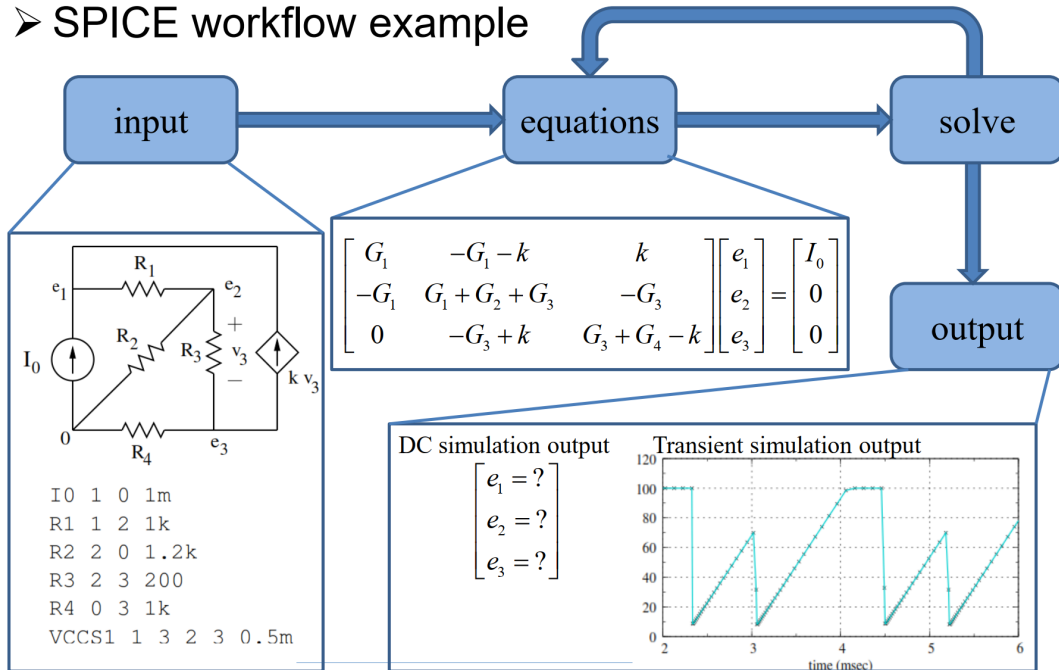 ➤ SPICE workflow example
input
equations
solve
output
R1
e1
e2
R2
+
R3
v3
−
I0
k v3
0
R4
e3
I0 1 0 1m
R1 1 2 1k
R2 2 0 1.2k
R3 2 3 200
R4 0 3 1k
VCCS1 1 3 2 3 0.5m
[ G1 −G1 − k k ] [ e1 ] [ I0 ]
[ −G1 G1 + G2 + G3 −G3 ] [ e2 ] = [ 0 ]
[ 0 −G3 + k G3 + G4 − k ] [ e3 ] [ 0 ]
DC simulation output
[ e1 = ? ]
[ e2 = ? ]
[ e3 = ? ]
Transient simulation output
120
100
80
60
40
20
0
2 3 4 5 6
time (msec)